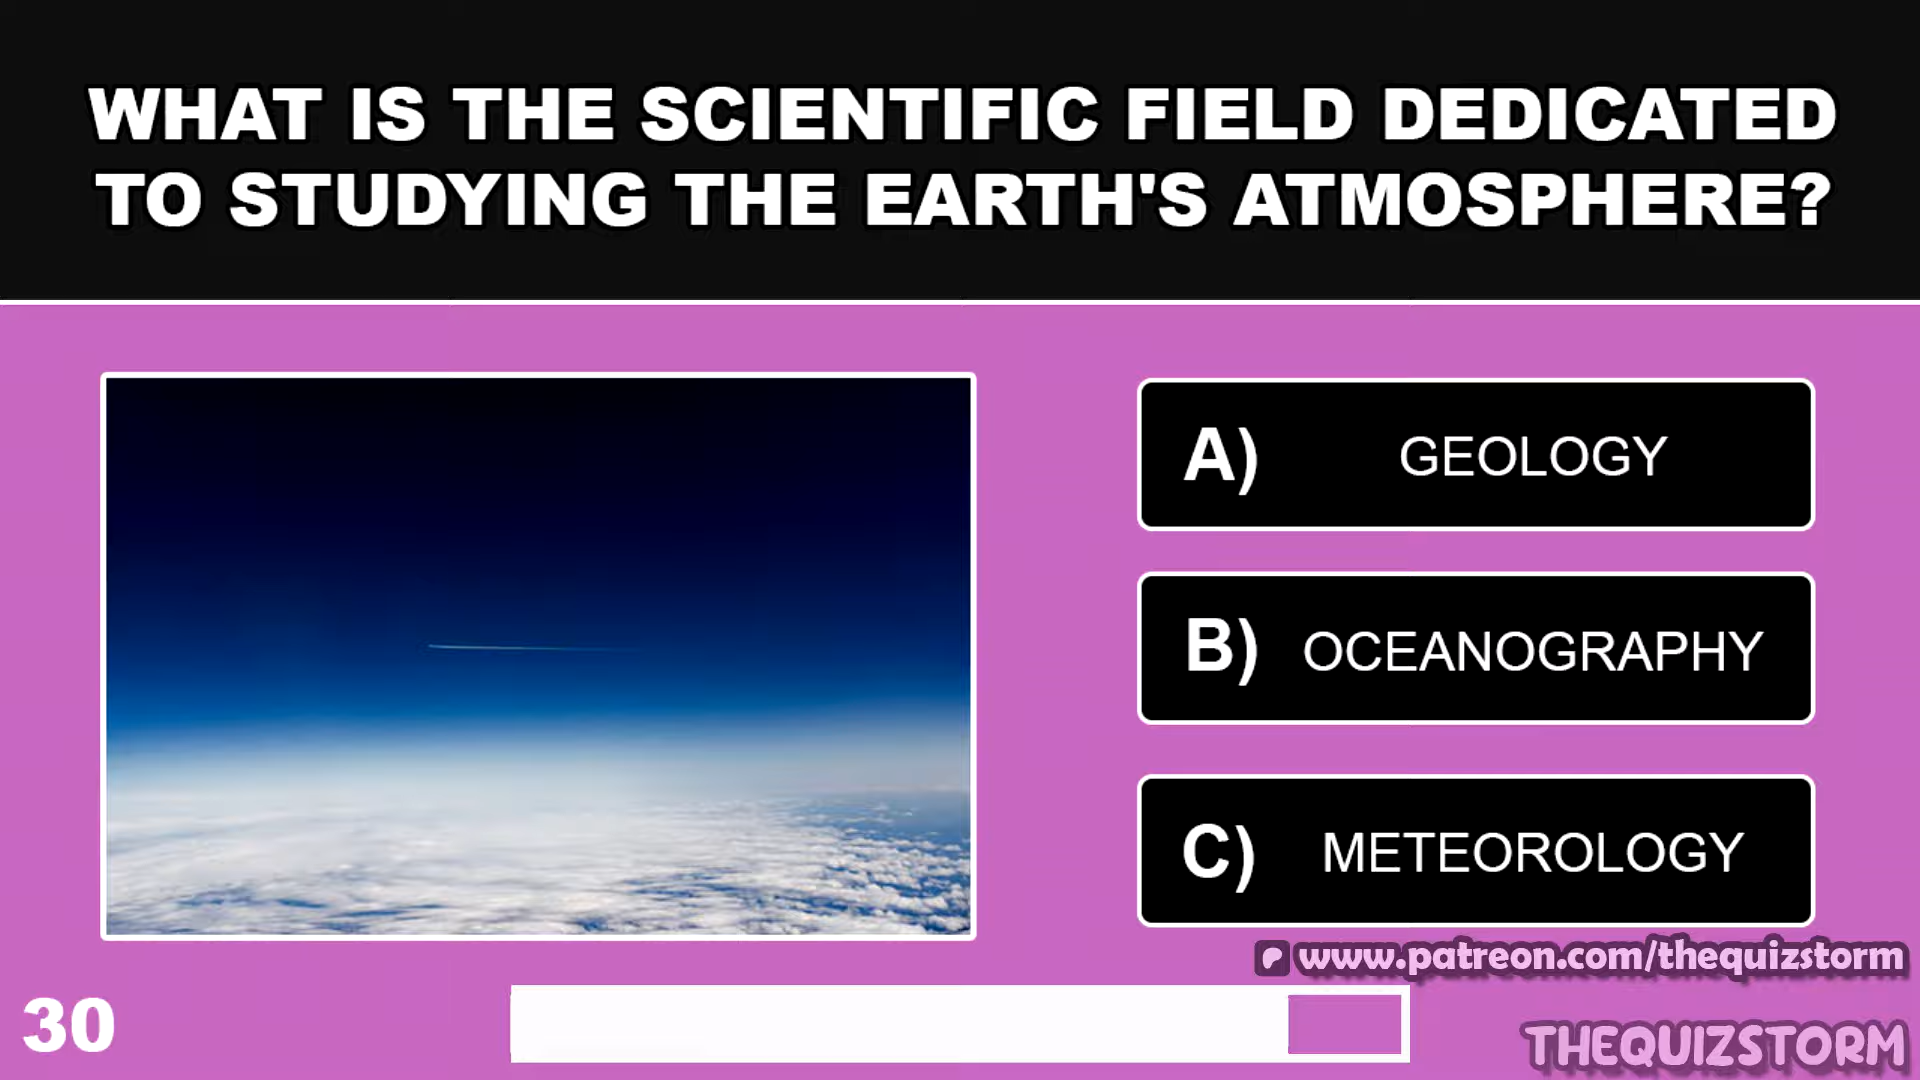 WHAT IS THE SCIENTIFIC FIELD DEDICATED
TO STUDYING THE EARTH'S ATMOSPHERE?
A) GEOLOGY
B) OCEANOGRAPHY
C) METEOROLOGY
www.patreon.com/thequizstorm
30
THEQUIZSTORM